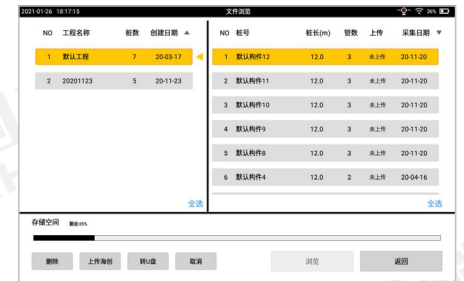 2021-01-26 18:17:15 文件浏览 36%
NO 工程名称 桩数 创建日期 ▲
1 默认工程 7 20-03-17
2 20201123 5 20-11-23
全选
NO 桩号 桩长(m) 管数 上传 采集日期 ▼
1 默认构件12 12.0 3 未上传 20-11-20
2 默认构件11 12.0 3 未上传 20-11-20
3 默认构件10 12.0 3 未上传 20-11-20
4 默认构件9 12.0 3 未上传 20-11-20
5 默认构件8 12.0 3 未上传 20-11-20
6 默认构件4 12.0 2 未上传 20-04-16
全选
存储空间 剩余:85%
删除 上传海创 转U盘 取消 浏览 返回